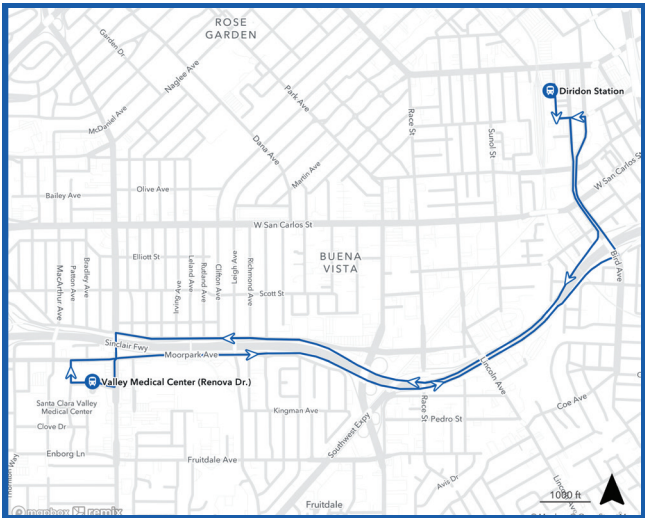 ROSE
GARDEN
Garden Dr
Naglee Ave
Park Ave
McDaniel Ave
Diridon Station
Race St
Sunol St
Dana Ave
Martin Ave
W San Carlos St
Bailey Ave
Olive Ave
W San Carlos St
Bird Ave
Elliott St
BUENA
VISTA
MacArthur Ave
Patton Ave
Bradley Ave
Irving Ave
Leland Ave
Rutland Ave
Clifton Ave
Leigh Ave
Richmond Ave
Scott St
Sinclair Fwy
Moorpark Ave
Lincoln Ave
Valley Medical Center (Renova Dr.)
Santa Clara Valley
Medical Center
Clove Dr
Kingman Ave
Race St
Pedro St
Coe Ave
Southwest Expy
Enborg Ln
Fruitdale Ave
Thornton Way
Avis Dr
Fruitdale
1000 ft
mapbox
remix